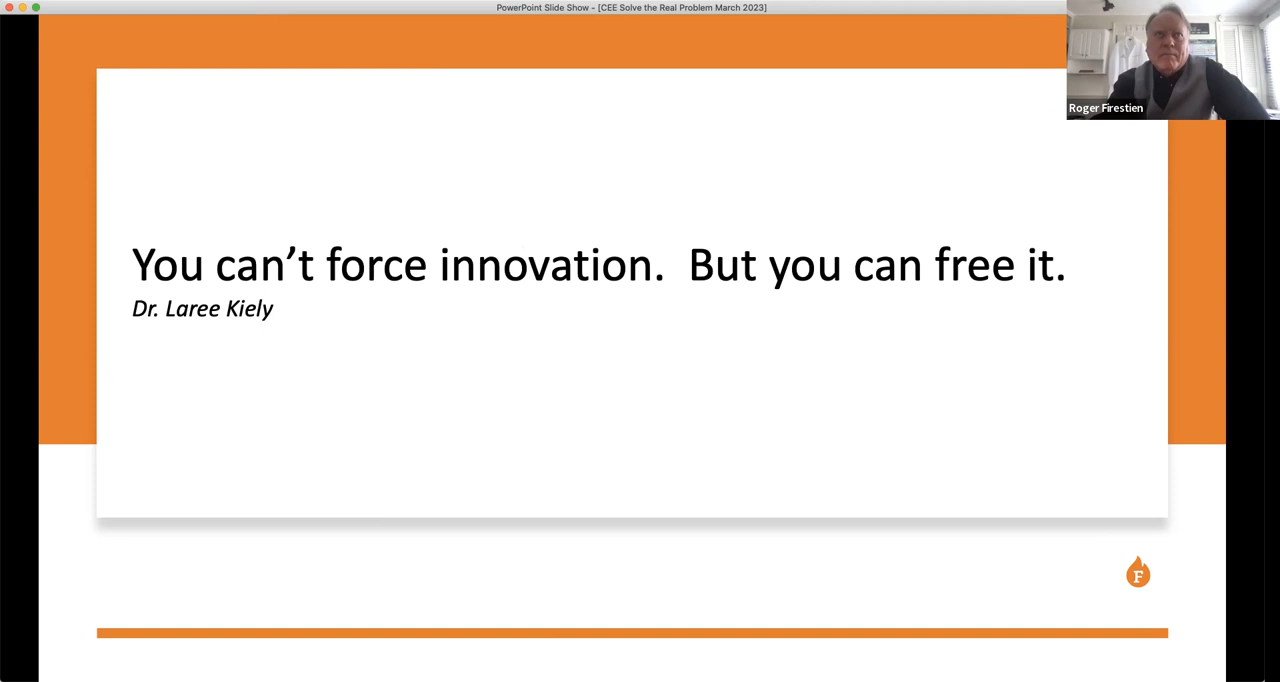 PowerPoint Slide Show - [CEE Solve the Real Problem March 2023]
Roger Firestien
You can’t force innovation.  But you can free it.
Dr. Laree Kiely
F